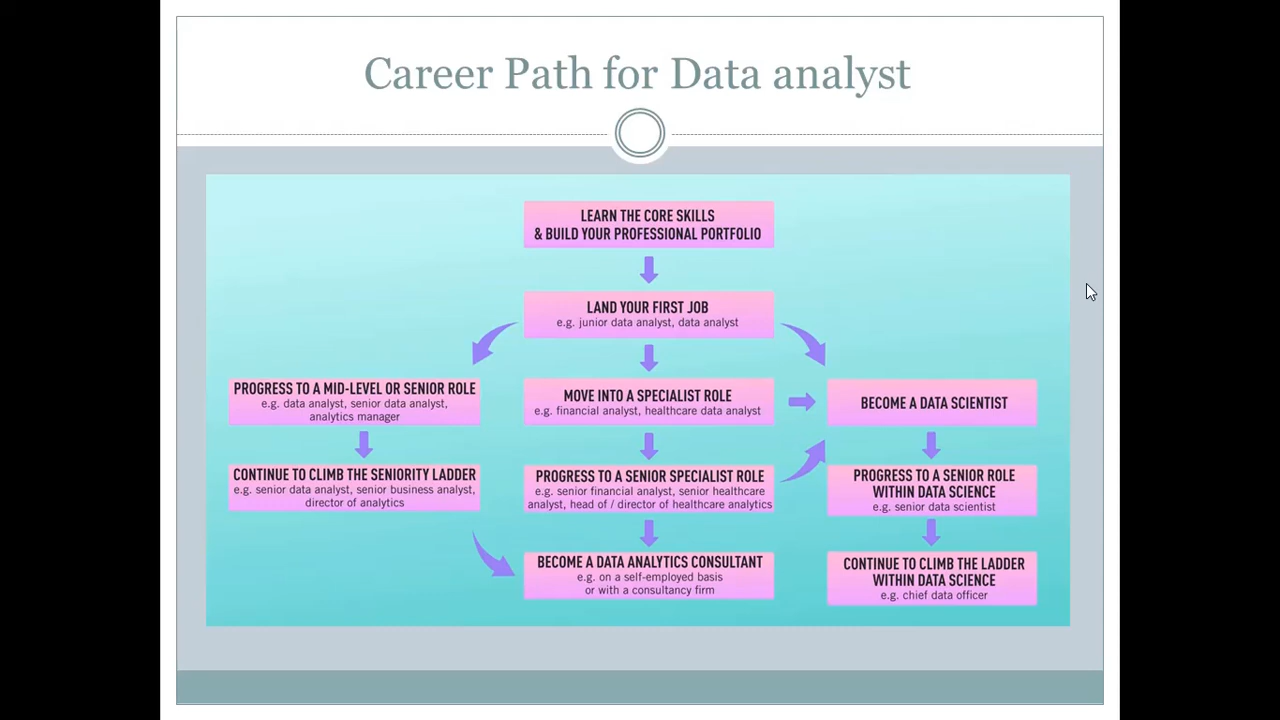 Career Path for Data analyst
LEARN THE CORE SKILLS
& BUILD YOUR PROFESSIONAL PORTFOLIO
LAND YOUR FIRST JOB
e.g. junior data analyst, data analyst
PROGRESS TO A MID-LEVEL OR SENIOR ROLE
e.g. data analyst, senior data analyst,
analytics manager
MOVE INTO A SPECIALIST ROLE
e.g. financial analyst, healthcare data analyst
BECOME A DATA SCIENTIST
CONTINUE TO CLIMB THE SENIORITY LADDER
e.g. senior data analyst, senior business analyst,
director of analytics
PROGRESS TO A SENIOR SPECIALIST ROLE
e.g. senior financial analyst, senior healthcare
analyst, head of / director of healthcare analytics
PROGRESS TO A SENIOR ROLE
WITHIN DATA SCIENCE
e.g. senior data scientist
BECOME A DATA ANALYTICS CONSULTANT
e.g. on a self-employed basis
or with a consultancy firm
CONTINUE TO CLIMB THE LADDER
WITHIN DATA SCIENCE
e.g. chief data officer